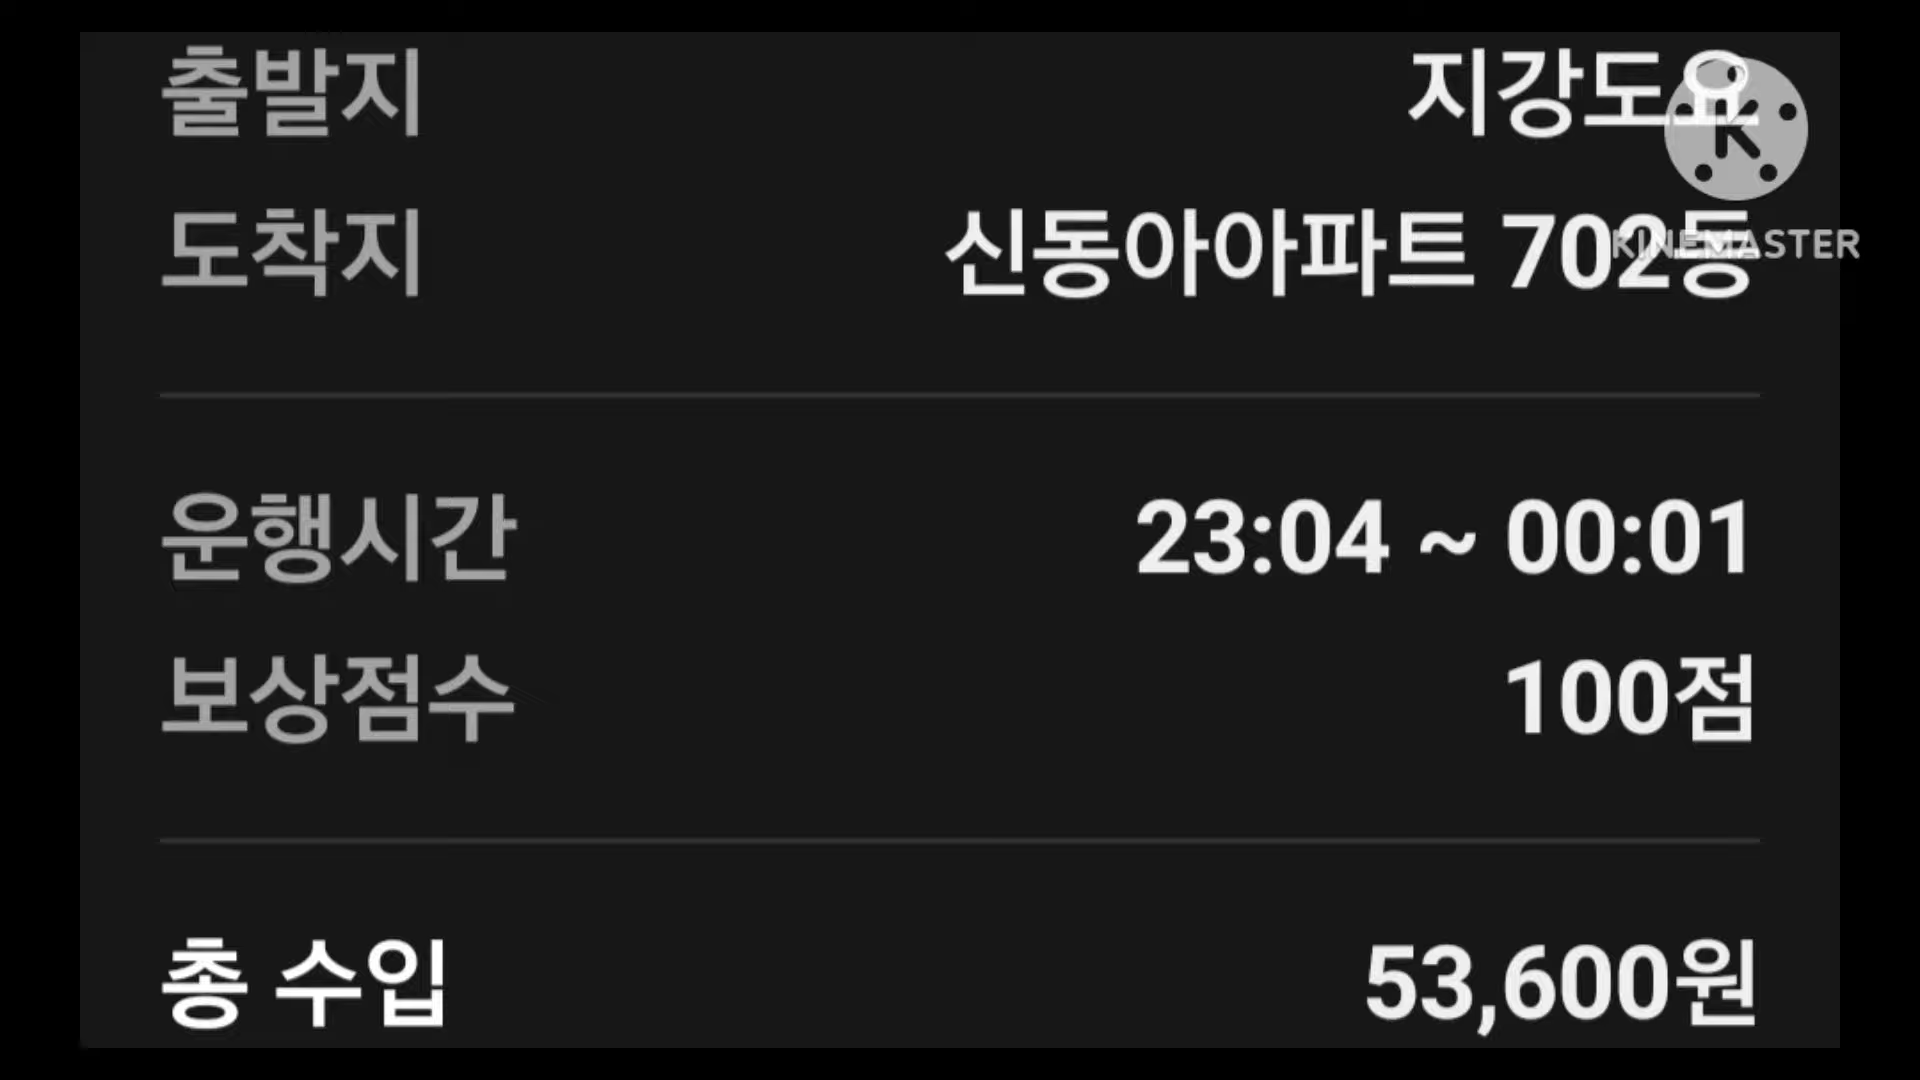 출발지 지강도요
도착지 신동아아파트 702동
KINEMASTER
운행시간 23:04 ~ 00:01
보상점수 100점
총 수입 53,600원